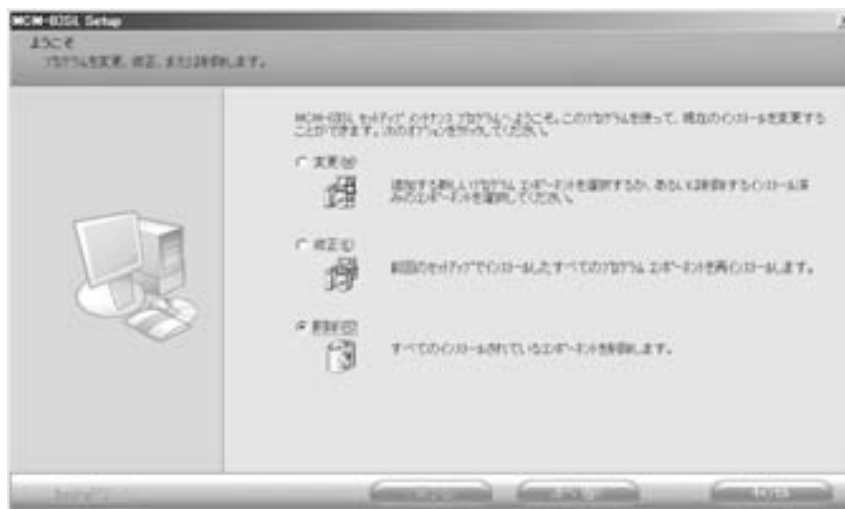 MCM-03SL Setup
ようこそ
プログラムを変更、修正、または削除します。
MCM-03SL セットアップ メンテナンス プログラムへようこそ。このプログラムを使って、現在のインストールを変更する
ことができます。次のオプションをクリックしてください。
変更(M)
追加する新しいプログラム コンポーネントを選択するか、あるいは削除するインストール済
みのコンポーネントを選択してください。
修正(E)
前回のセットアップでインストールしたすべてのプログラム コンポーネントを再インストールします。
削除(R)
すべてのインストールされているコンポーネントを削除します。